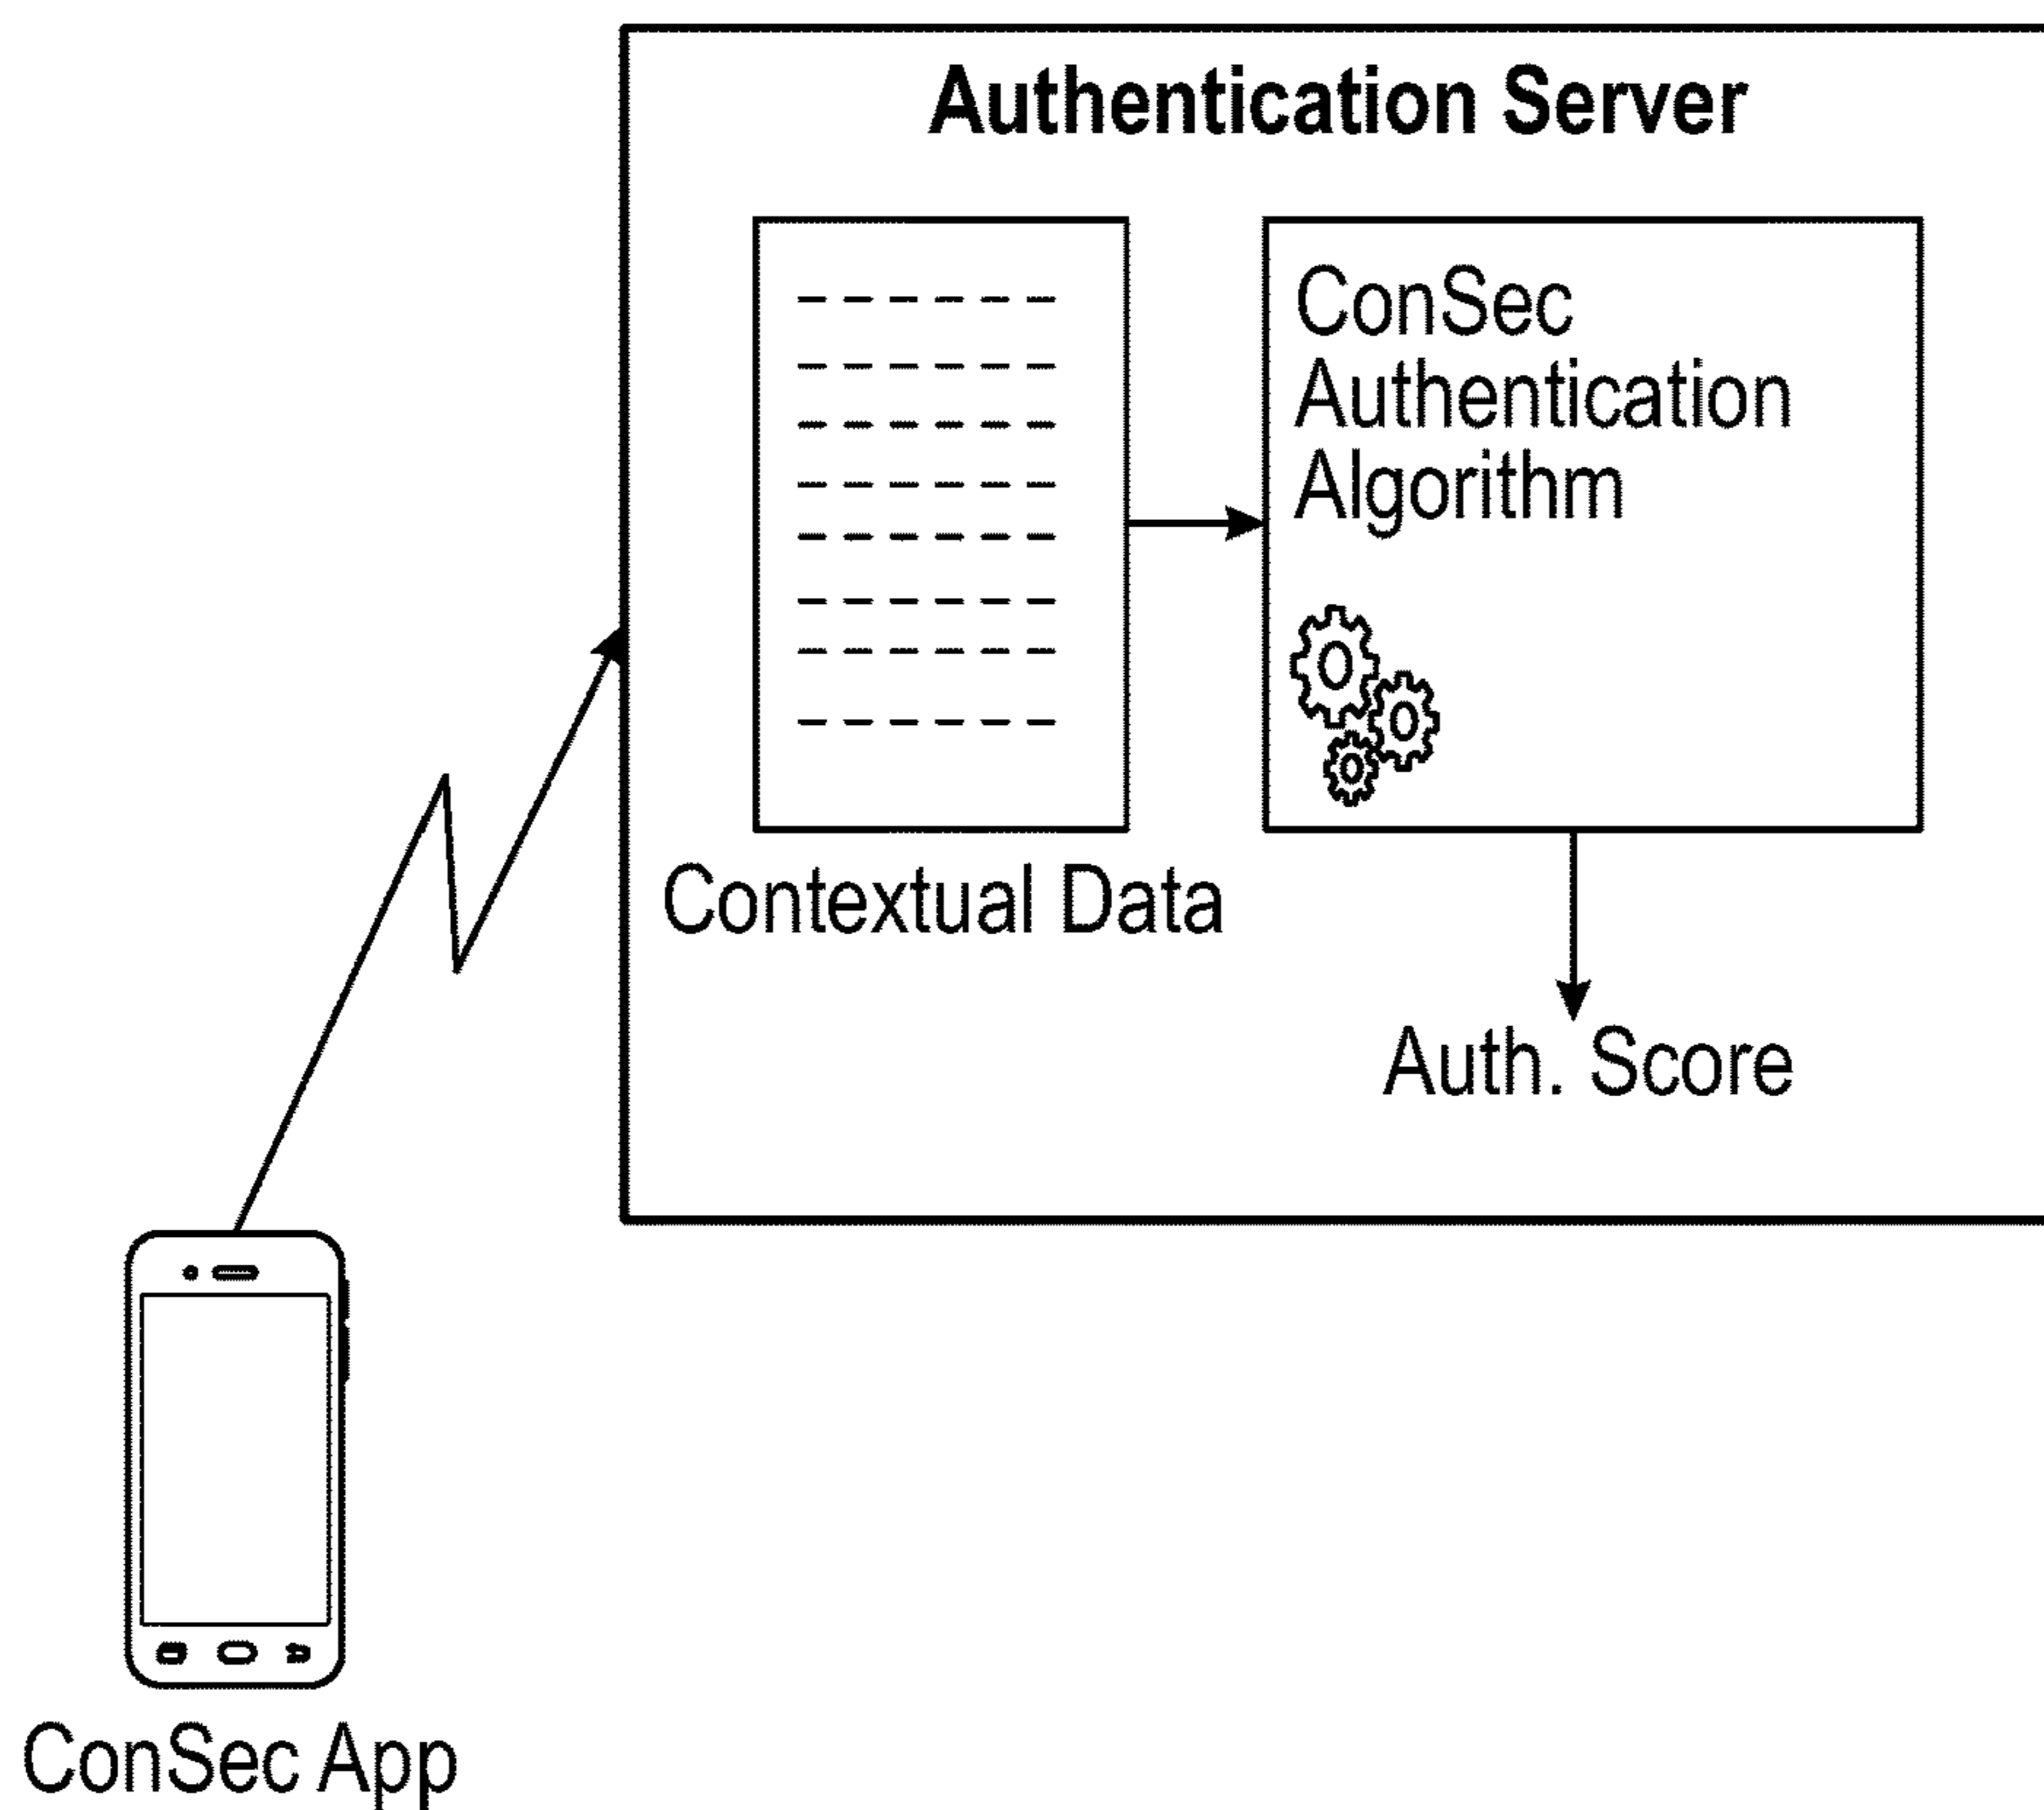 Authentication Server
ConSec
Authentication
Algorithm
Contextual Data
Auth. Score
ConSec App